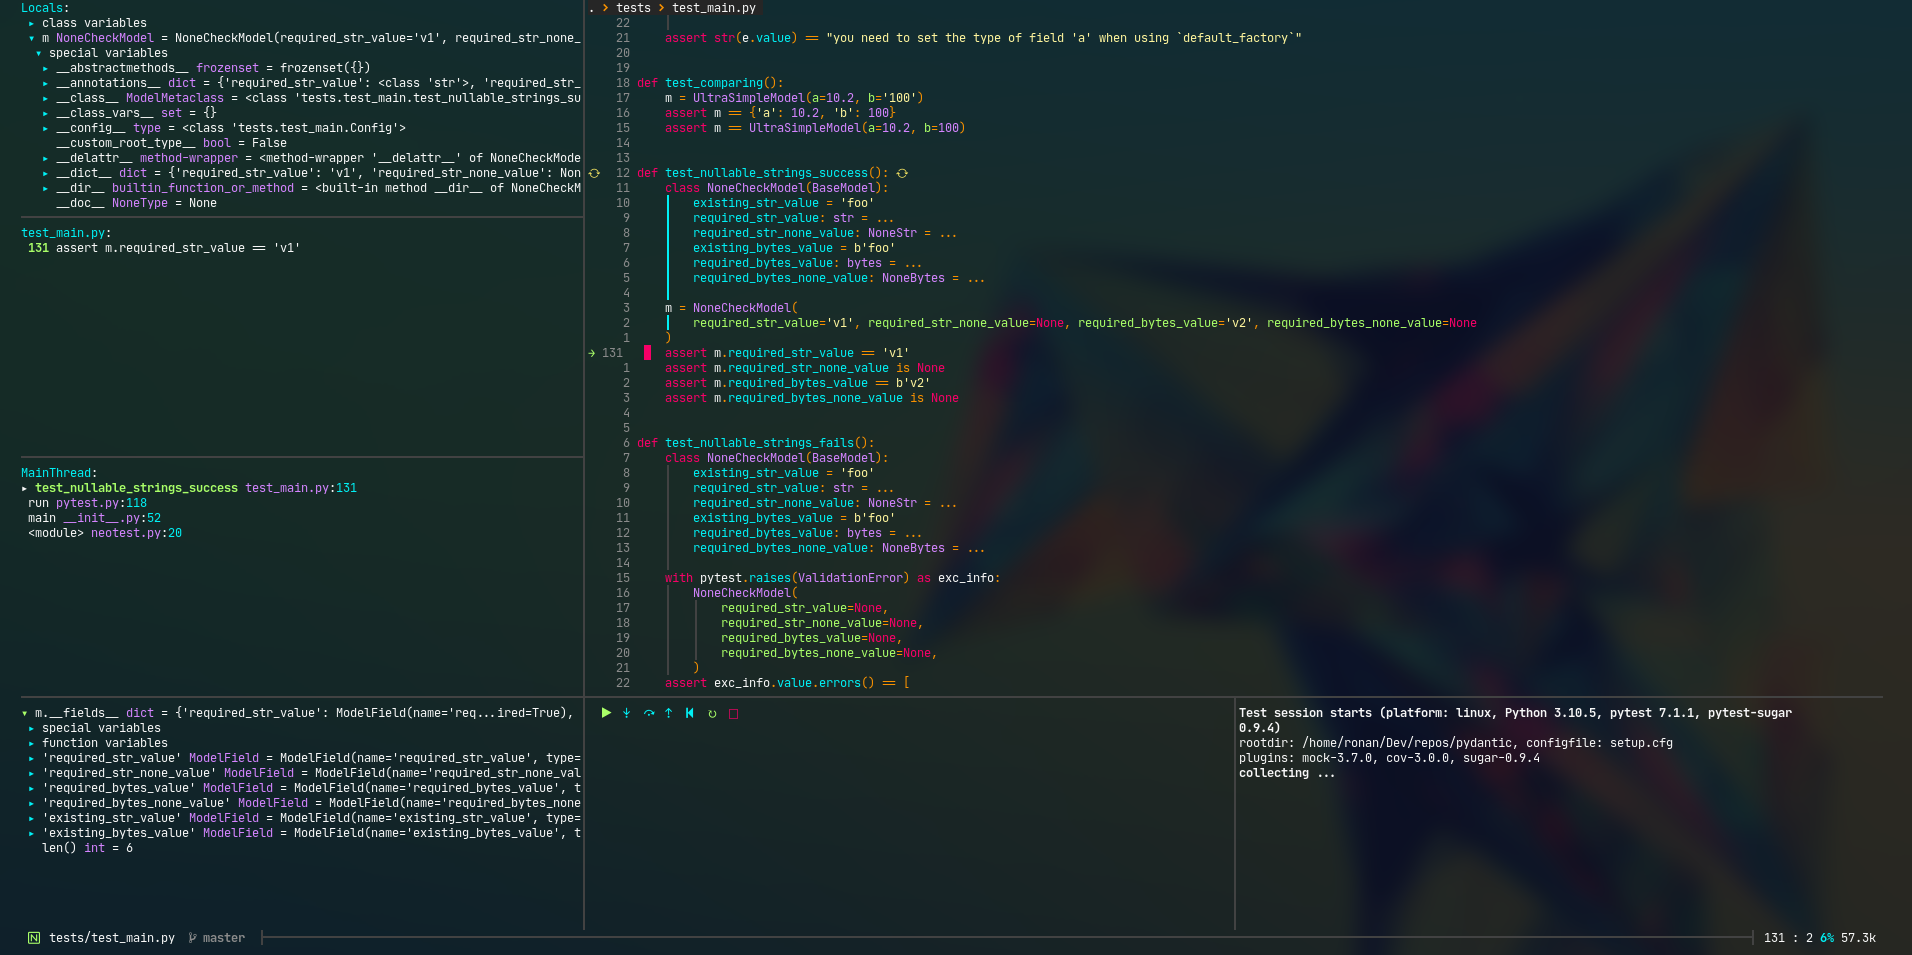 Locals:
▸ class variables
▾ m NoneCheckModel = NoneCheckModel(required_str_value='v1', required_str_none_
▾ special variables
▸ __abstractmethods__ frozenset = frozenset({})
▸ __annotations__ dict = {'required_str_value': <class 'str'>, 'required_str_
▸ __class__ ModelMetaclass = <class 'tests.test_main.test_nullable_strings_su
▸ __class_vars__ set = {}
▸ __config__ type = <class 'tests.test_main.Config'>
__custom_root_type__ bool = False
▸ __delattr__ method-wrapper = <method-wrapper '__delattr__' of NoneCheckMode
▸ __dict__ dict = {'required_str_value': 'v1', 'required_str_none_value': Non
▸ __dir__ builtin_function_or_method = <built-in method __dir__ of NoneCheckM
__doc__ NoneType = None
test_main.py:
131 assert m.required_str_value == 'v1'
MainThread:
▸ test_nullable_strings_success test_main.py:131
run pytest.py:118
main __init__.py:52
<module> neotest.py:20
▾ m.__fields__ dict = {'required_str_value': ModelField(name='req...ired=True),
▸ special variables
▸ function variables
▸ 'required_str_value' ModelField = ModelField(name='required_str_value', type=
▸ 'required_str_none_value' ModelField = ModelField(name='required_str_none_val
▸ 'required_bytes_value' ModelField = ModelField(name='required_bytes_value', t
▸ 'required_bytes_none_value' ModelField = ModelField(name='required_bytes_none
▸ 'existing_str_value' ModelField = ModelField(name='existing_str_value', type=
▸ 'existing_bytes_value' ModelField = ModelField(name='existing_bytes_value', t
len() int = 6
. > tests > test_main.py
22
21 assert str(e.value) == "you need to set the type of field 'a' when using `default_factory`"
20
19
18 def test_comparing():
17 m = UltraSimpleModel(a=10.2, b='100')
16 assert m == {'a': 10.2, 'b': 100}
15 assert m == UltraSimpleModel(a=10.2, b=100)
14
13
12 def test_nullable_strings_success():
11 class NoneCheckModel(BaseModel):
10 existing_str_value = 'foo'
9 required_str_value: str = ...
8 required_str_none_value: NoneStr = ...
7 existing_bytes_value = b'foo'
6 required_bytes_value: bytes = ...
5 required_bytes_none_value: NoneBytes = ...
4
3 m = NoneCheckModel(
2 required_str_value='v1', required_str_none_value=None, required_bytes_value='v2', required_bytes_none_value=None
1 )
→ 131 assert m.required_str_value == 'v1'
1 assert m.required_str_none_value is None
2 assert m.required_bytes_value == b'v2'
3 assert m.required_bytes_none_value is None
4
5
6 def test_nullable_strings_fails():
7 class NoneCheckModel(BaseModel):
8 existing_str_value = 'foo'
9 required_str_value: str = ...
10 required_str_none_value: NoneStr = ...
11 existing_bytes_value = b'foo'
12 required_bytes_value: bytes = ...
13 required_bytes_none_value: NoneBytes = ...
14
15 with pytest.raises(ValidationError) as exc_info:
16 NoneCheckModel(
17 required_str_value=None,
18 required_str_none_value=None,
19 required_bytes_value=None,
20 required_bytes_none_value=None,
21 )
22 assert exc_info.value.errors() == [
Test session starts (platform: linux, Python 3.10.5, pytest 7.1.1, pytest-sugar
0.9.4)
rootdir: /home/ronan/Dev/repos/pydantic, configfile: setup.cfg
plugins: mock-3.7.0, cov-3.0.0, sugar-0.9.4
collecting ...
N tests/test_main.py master
131 : 2 6% 57.3k